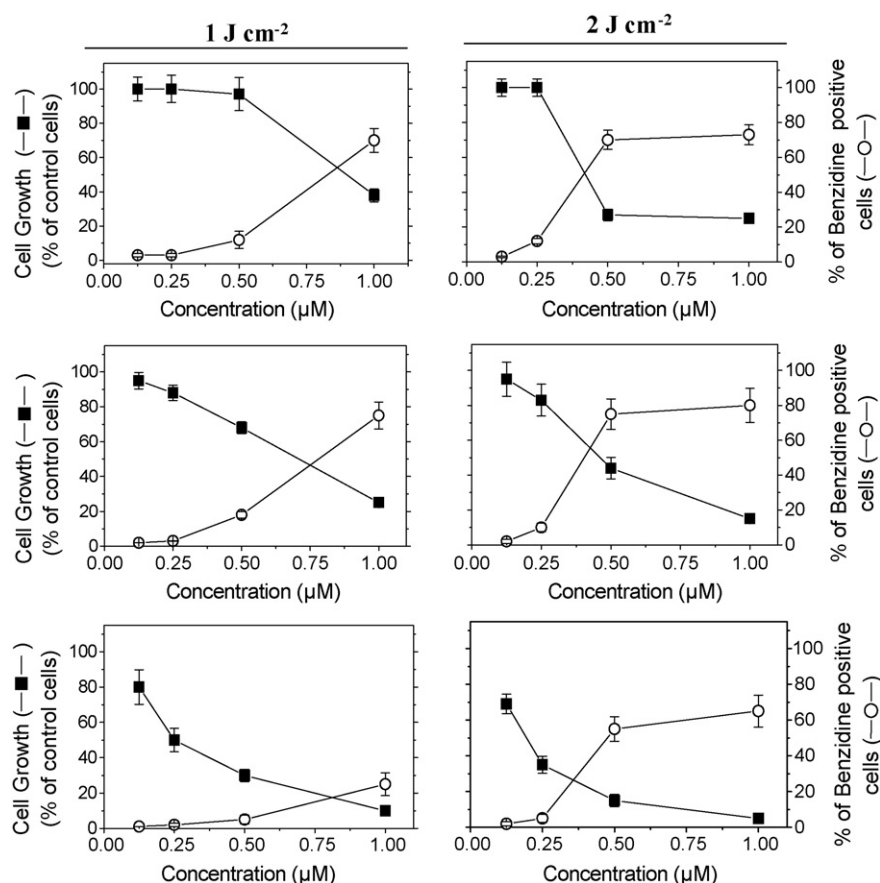 1 J cm-2
2 J cm-2
Cell Growth (—■—)
(% of control cells)
100
80
60
40
20
0
0.00 0.25 0.50 0.75 1.00
Concentration (µM)
100
80
60
40
20
0
% of Benzidine positive
cells (—O—)
0.00 0.25 0.50 0.75 1.00
Concentration (µM)
Cell Growth (—■—)
(% of control cells)
100
80
60
40
20
0
0.00 0.25 0.50 0.75 1.00
Concentration (µM)
100
80
60
40
20
0
% of Benzidine positive
cells (—O—)
0.00 0.25 0.50 0.75 1.00
Concentration (µM)
Cell Growth (—■—)
(% of control cells)
100
80
60
40
20
0
0.00 0.25 0.50 0.75 1.00
Concentration (µM)
100
80
60
40
20
0
% of Benzidine positive
cells (—O—)
0.00 0.25 0.50 0.75 1.00
Concentration (µM)